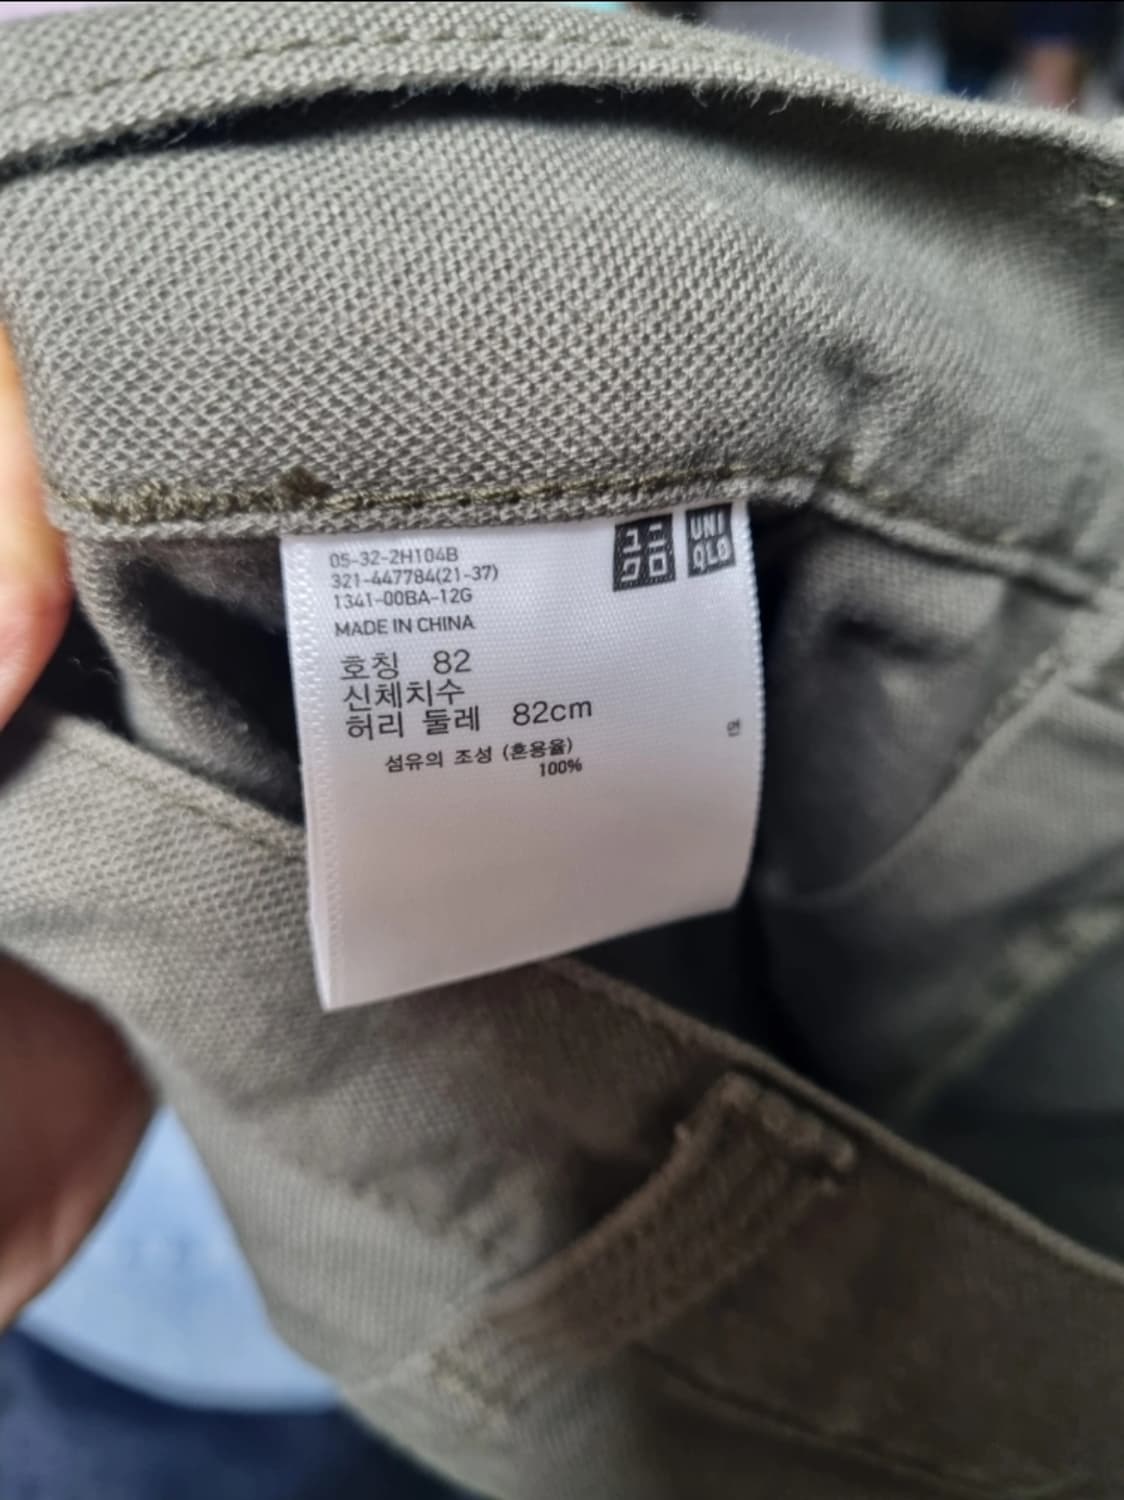 05-32-2H104B
321-447784(21-37)
1341-00BA-12G
MADE IN CHINA
ユニ
クロ
UNI
QLO
호칭 82
신체치수
허리 둘레 82cm
섬유의 조성 (혼용율)
면 100%